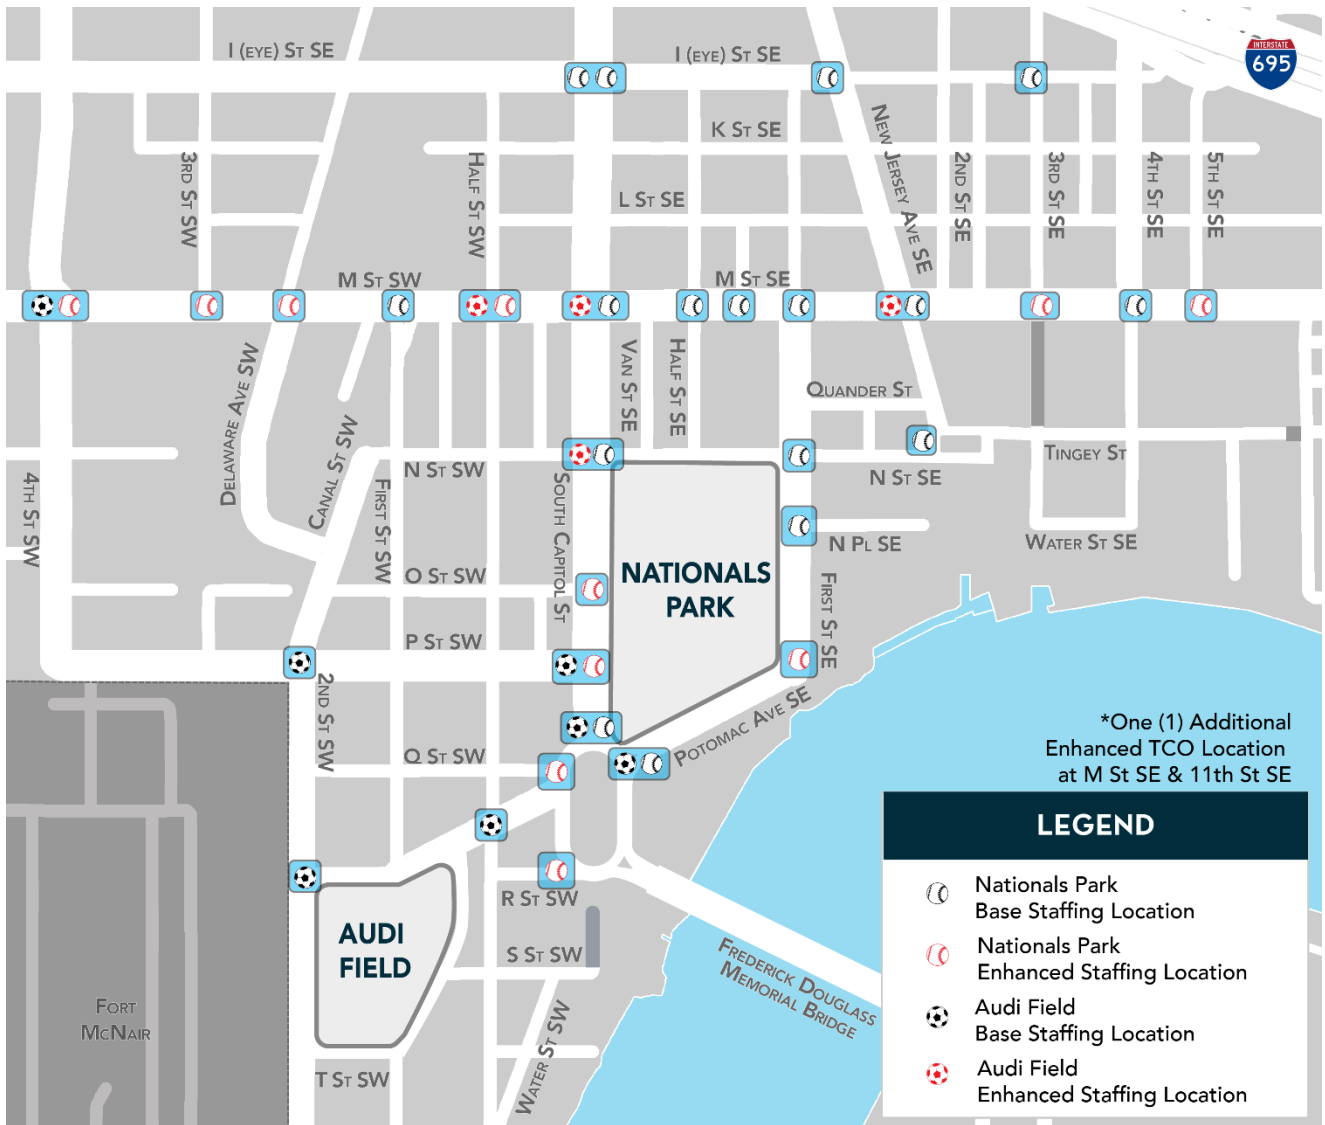 I (EYE) ST SE
I (EYE) ST SE
INTERSTATE
695
K ST SE
3RD ST SW
HALF ST SW
L ST SE
NEW JERSEY AVE SE
2ND ST SE
3RD ST SE
4TH ST SE
5TH ST SE
M ST SW
M ST SE
DELAWARE AVE SW
CANAL ST SW
VAN ST SE
HALF ST SE
QUANDER ST
4TH ST SW
N ST SW
FIRST ST SW
SOUTH CAPITOL ST
N ST SE
TINGEY ST
N PL SE
WATER ST SE
NATIONALS
PARK
O ST SW
FIRST ST SE
P ST SW
2ND ST SW
Q ST SW
POTOMAC AVE SE
*One (1) Additional
Enhanced TCO Location
at M St SE & 11th St SE
R ST SW
AUDI
FIELD
S ST SW
FREDERICK DOUGLASS
MEMORIAL BRIDGE
FORT
MCNAIR
WATER ST SW
T ST SW
LEGEND
Nationals Park
Base Staffing Location
Nationals Park
Enhanced Staffing Location
Audi Field
Base Staffing Location
Audi Field
Enhanced Staffing Location